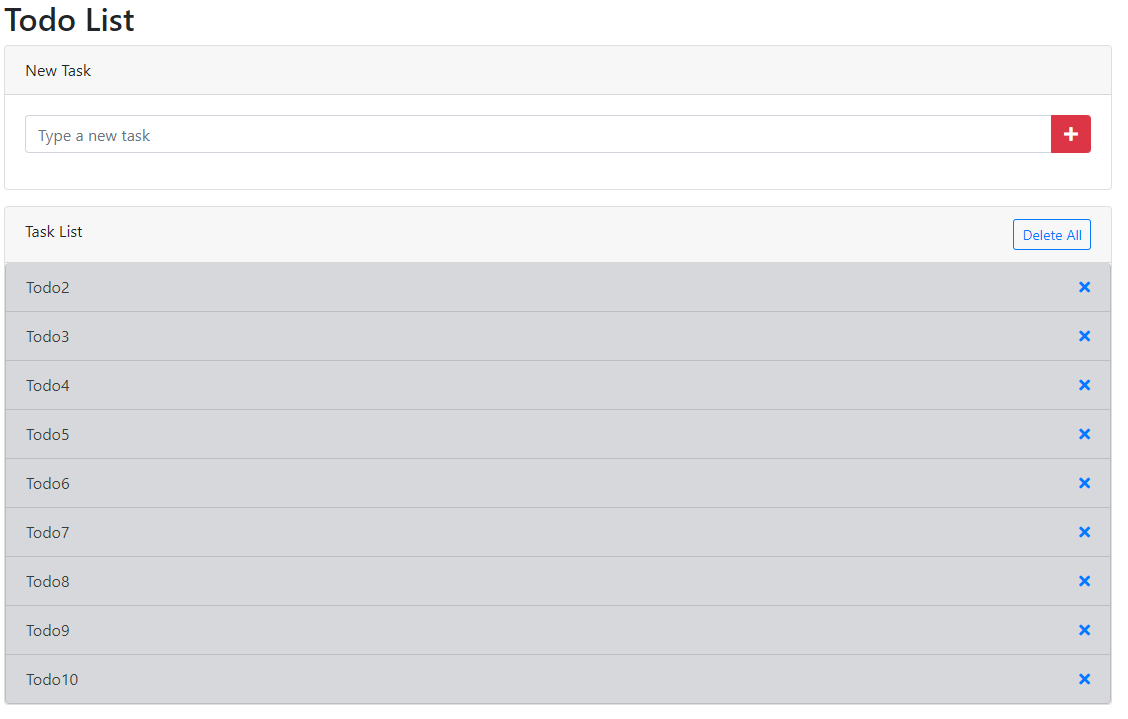 Todo List
New Task
Type a new task
Task List
Delete All
Todo2
Todo3
Todo4
Todo5
Todo6
Todo7
Todo8
Todo9
Todo10